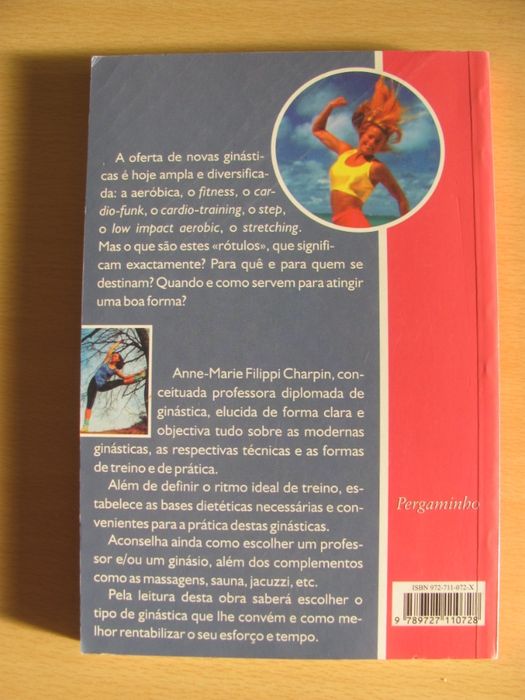 A oferta de novas ginásti-
cas é hoje ampla e diversifica-
da: a aeróbica, o fitness, o car-
dio-funk, o cardio-training, o step,
o low impact aerobic, o stretching.
Mas o que são estes «rótulos», que signifi-
cam exactamente? Para quê e para quem se
destinam? Quando e como servem para atingir
uma boa forma?
Anne-Marie Filippi Charpin, con-
ceituada professora diplomada de
ginástica, elucida de forma clara e
objectiva tudo sobre as modernas
ginásticas, as respectivas técnicas e as formas
de treino e de prática.
Além de definir o ritmo ideal de treino, es-
tabelece as bases dietéticas necessárias e con-
venientes para a prática destas ginásticas.
Aconselha ainda como escolher um profes-
sor e/ou um ginásio, além dos complementos
como as massagens, sauna, jacuzzi, etc.
Pela leitura desta obra saberá escolher o
tipo de ginástica que lhe convém e como me-
lhor rentabilizar o seu esforço e tempo.
Pergaminho
ISBN 972-711-072-X
9 789727 110728